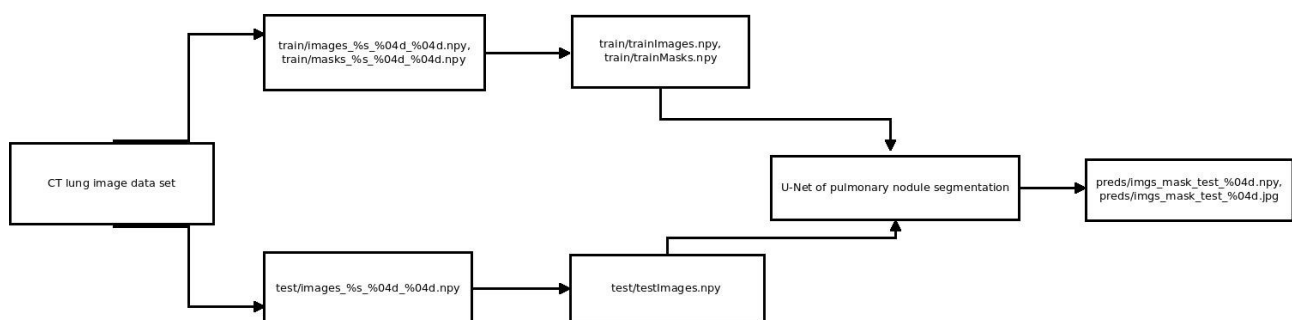 train/images_%s_%04d_%04d.npy,
train/masks_%s_%04d_%04d.npy
train/trainImages.npy,
train/trainMasks.npy
CT lung image data set
U-Net of pulmonary nodule segmentation
preds/imgs_mask_test_%04d.npy,
preds/imgs_mask_test_%04d.jpg
test/images_%s_%04d_%04d.npy
test/testImages.npy